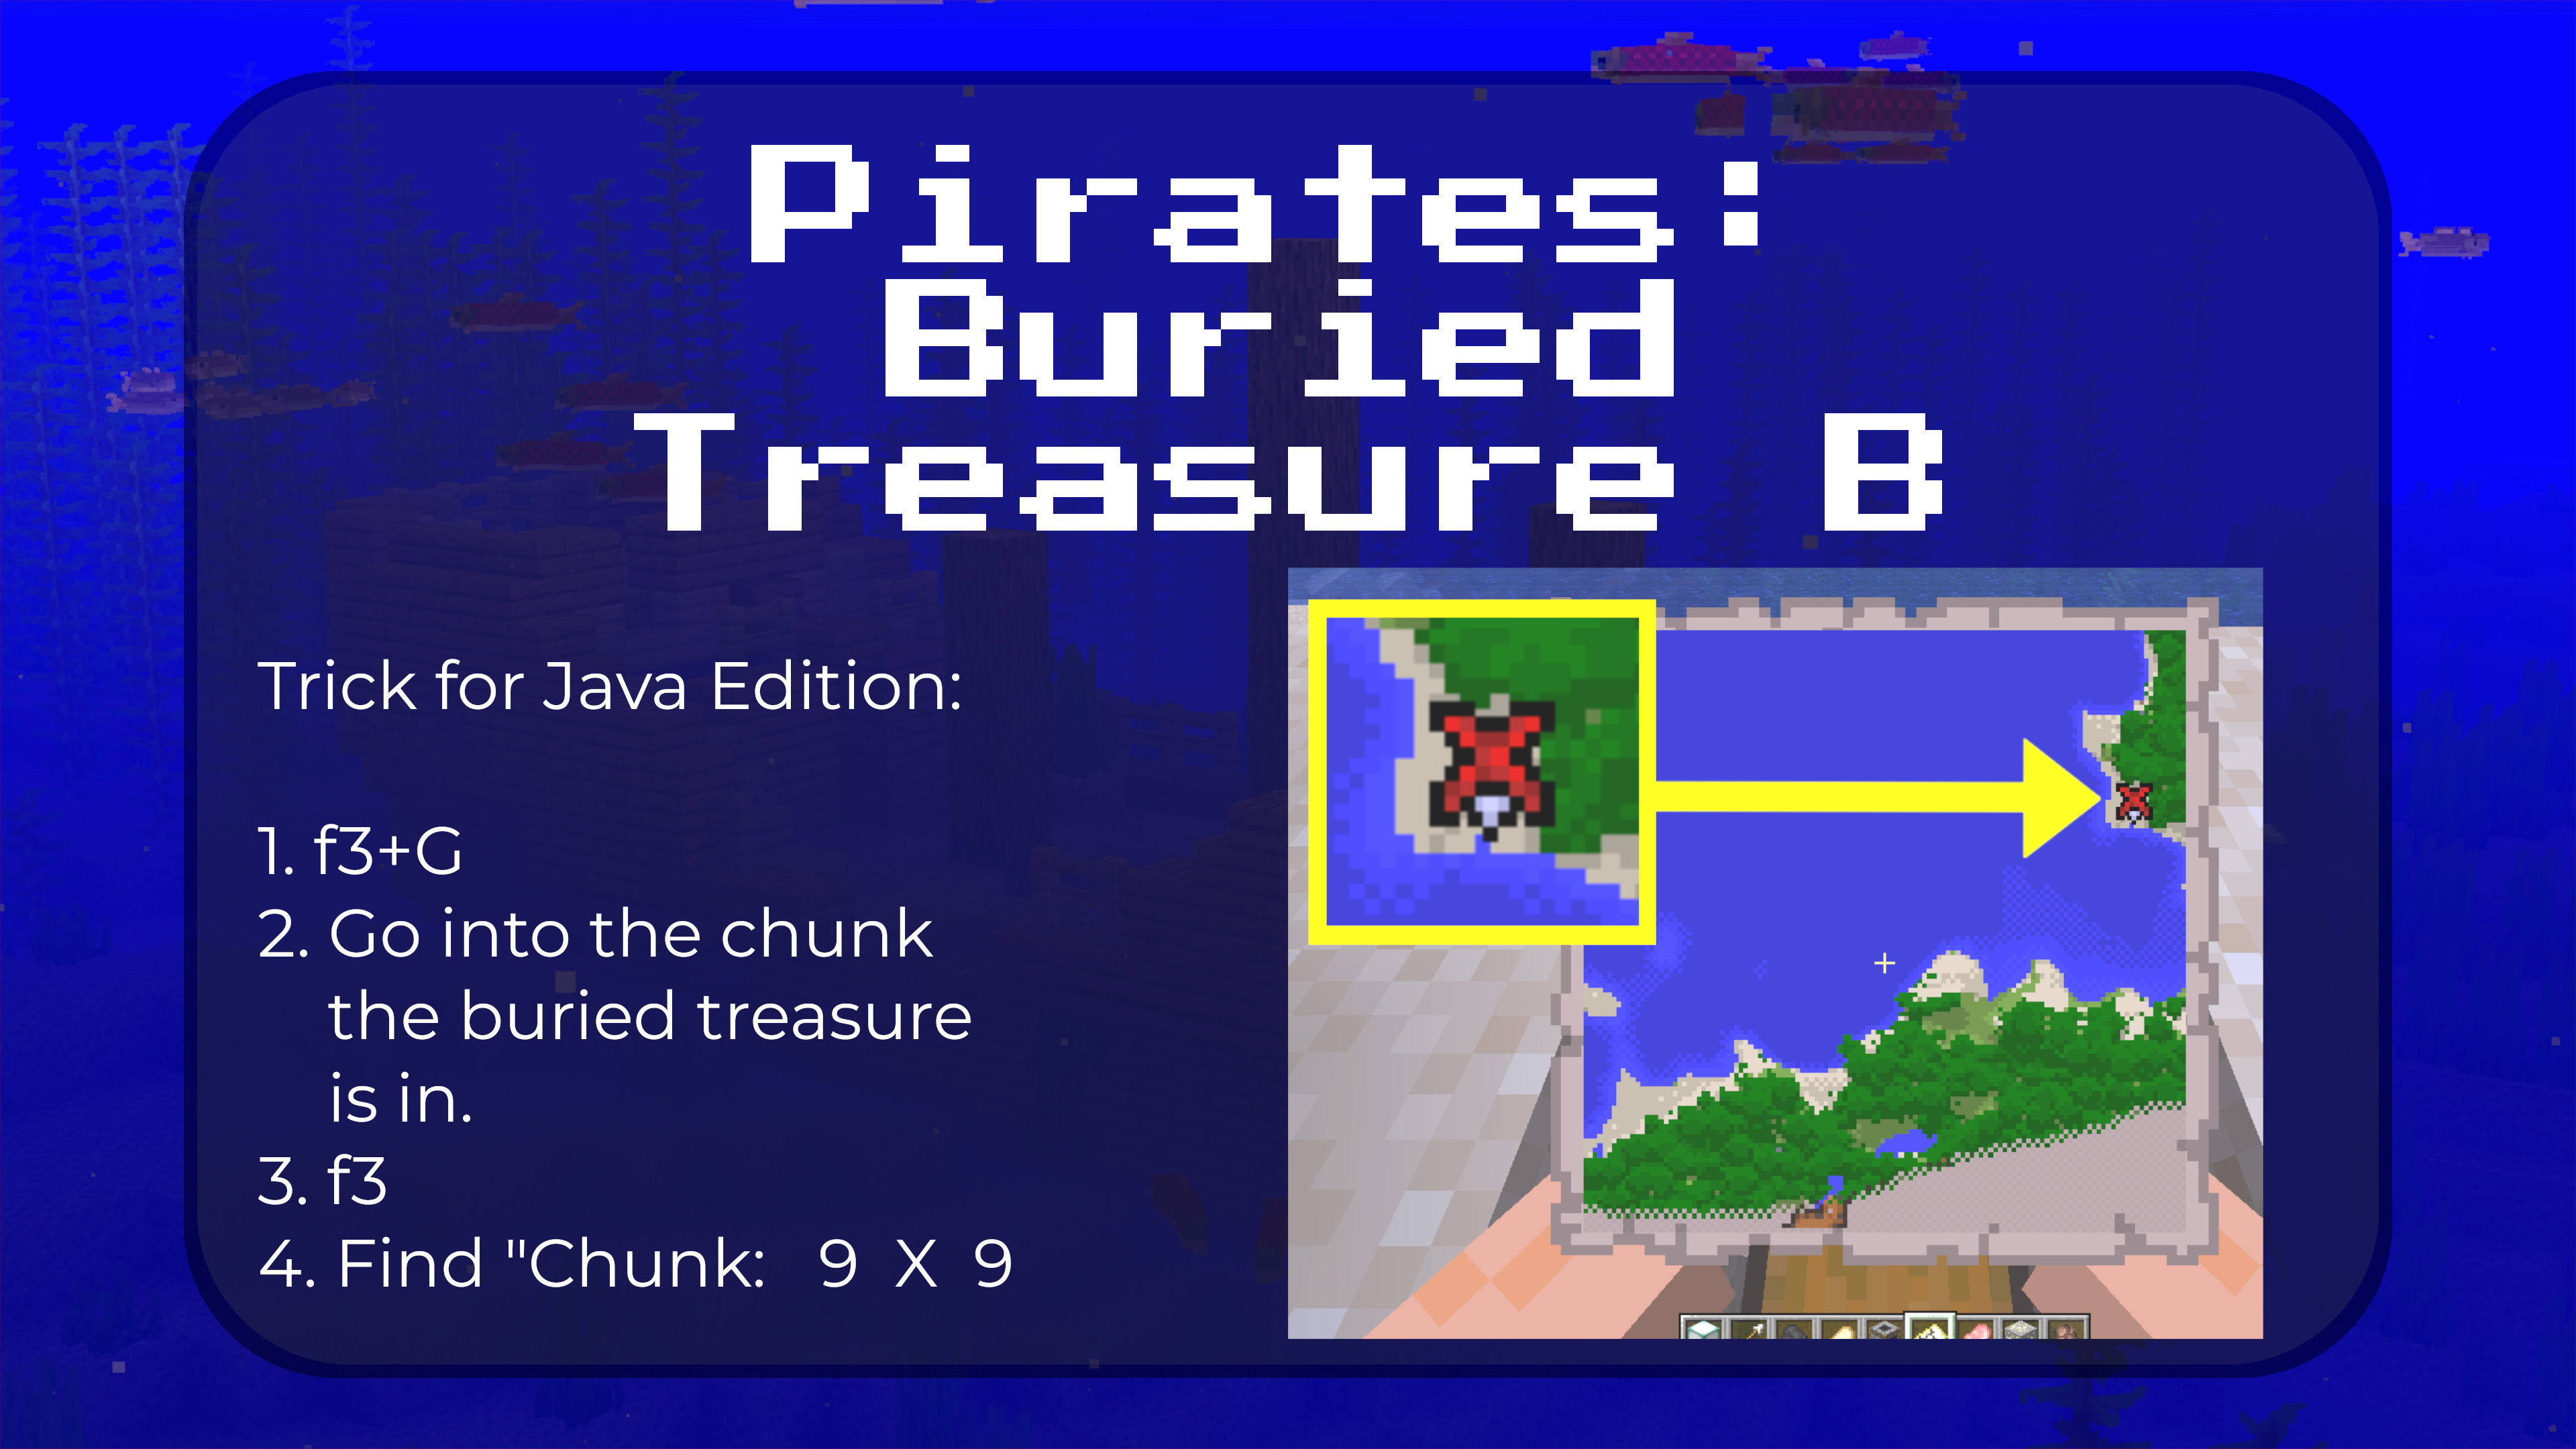 Pirates:
Buried
Treasure B
Trick for Java Edition:
1. f3+G
2. Go into the chunk
the buried treasure
is in.
3. f3
4. Find "Chunk: 9 X 9